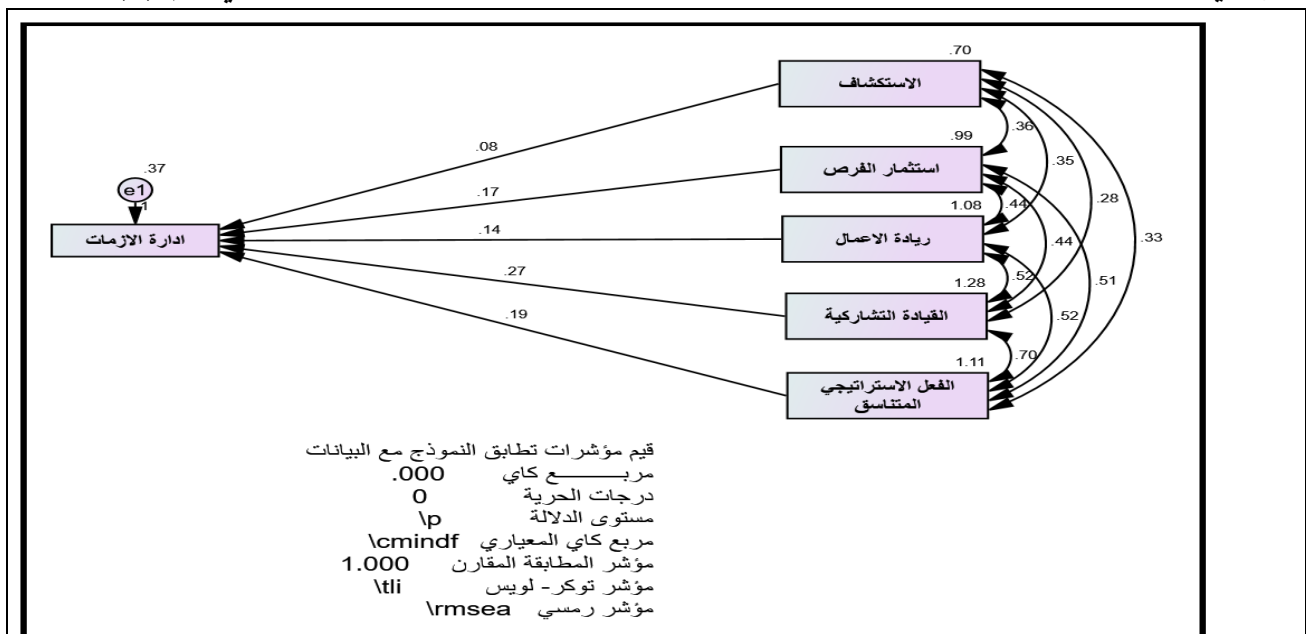 .70
الاستكشاف
.36
.08
.99
.37
استثمار الفرص
.35
e1
.17
.28
1
1.08
.44
ادارة الازمات
.14
ريادة الاعمال
.44
.33
.27
1.28
.52
.51
القيادة التشاركية
.52
.19
1.11
.70
الفعل الاستراتيجي
المتناسق
قيم مؤشرات تطابق النموذج مع البيانات
مربـــــــع كاي .000
درجات الحرية 0
مستوى الدلالة \p
مربع كاي المعياري \cmindf
مؤشر المطابقة المقارن 1.000
مؤشر توكر- لويس \tli
مؤشر رمسي \rmsea